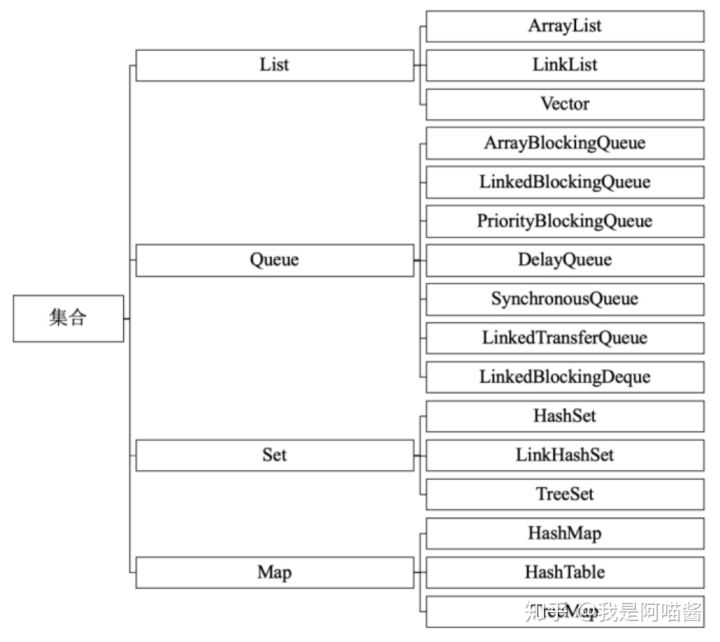 集合
List
ArrayList
LinkList
Vector
Queue
ArrayBlockingQueue
LinkedBlockingQueue
PriorityBlockingQueue
DelayQueue
SynchronousQueue
LinkedTransferQueue
LinkedBlockingDeque
Set
HashSet
LinkHashSet
TreeSet
Map
HashMap
HashTable
TreeMap
知乎 @我是阿喵酱